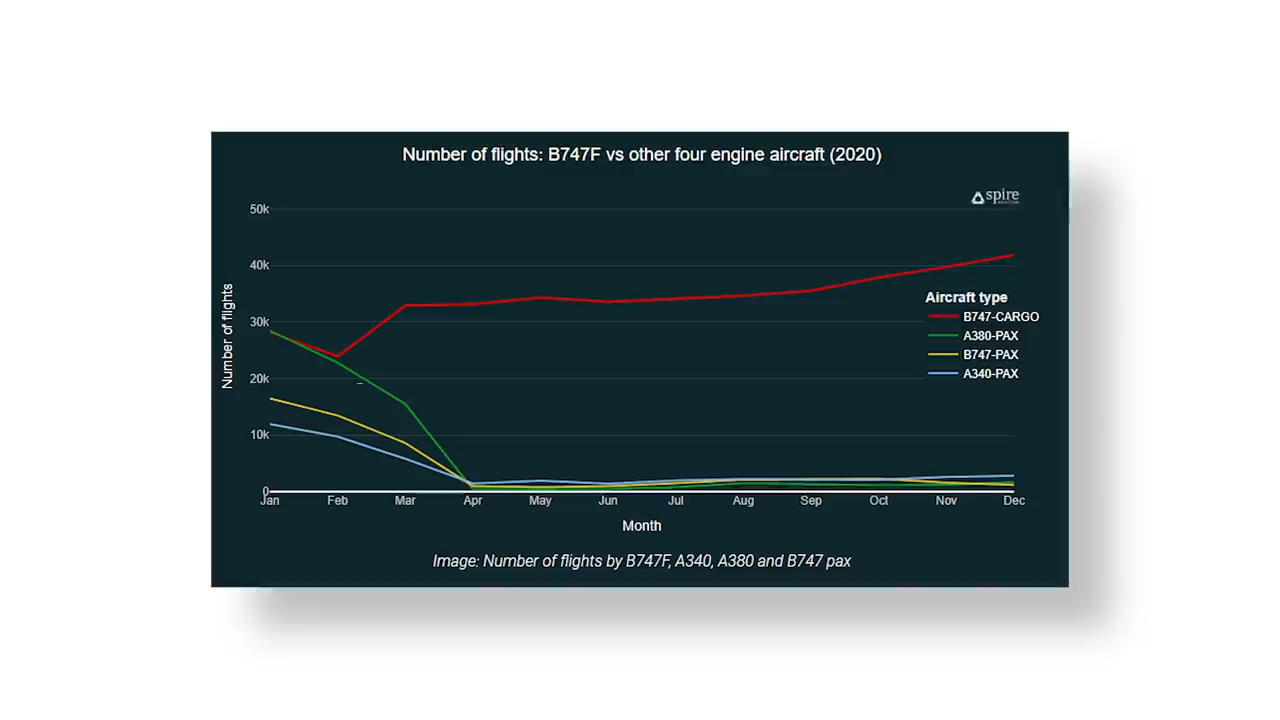 Number of flights: B747F vs other four engine aircraft (2020)
spire
50k
40k
30k
20k
10k
0
Number of flights
Aircraft type
B747-CARGO
A380-PAX
B747-PAX
A340-PAX
Jan Feb Mar Apr May Jun Jul Aug Sep Oct Nov Dec
Month
Image: Number of flights by B747F, A340, A380 and B747 pax